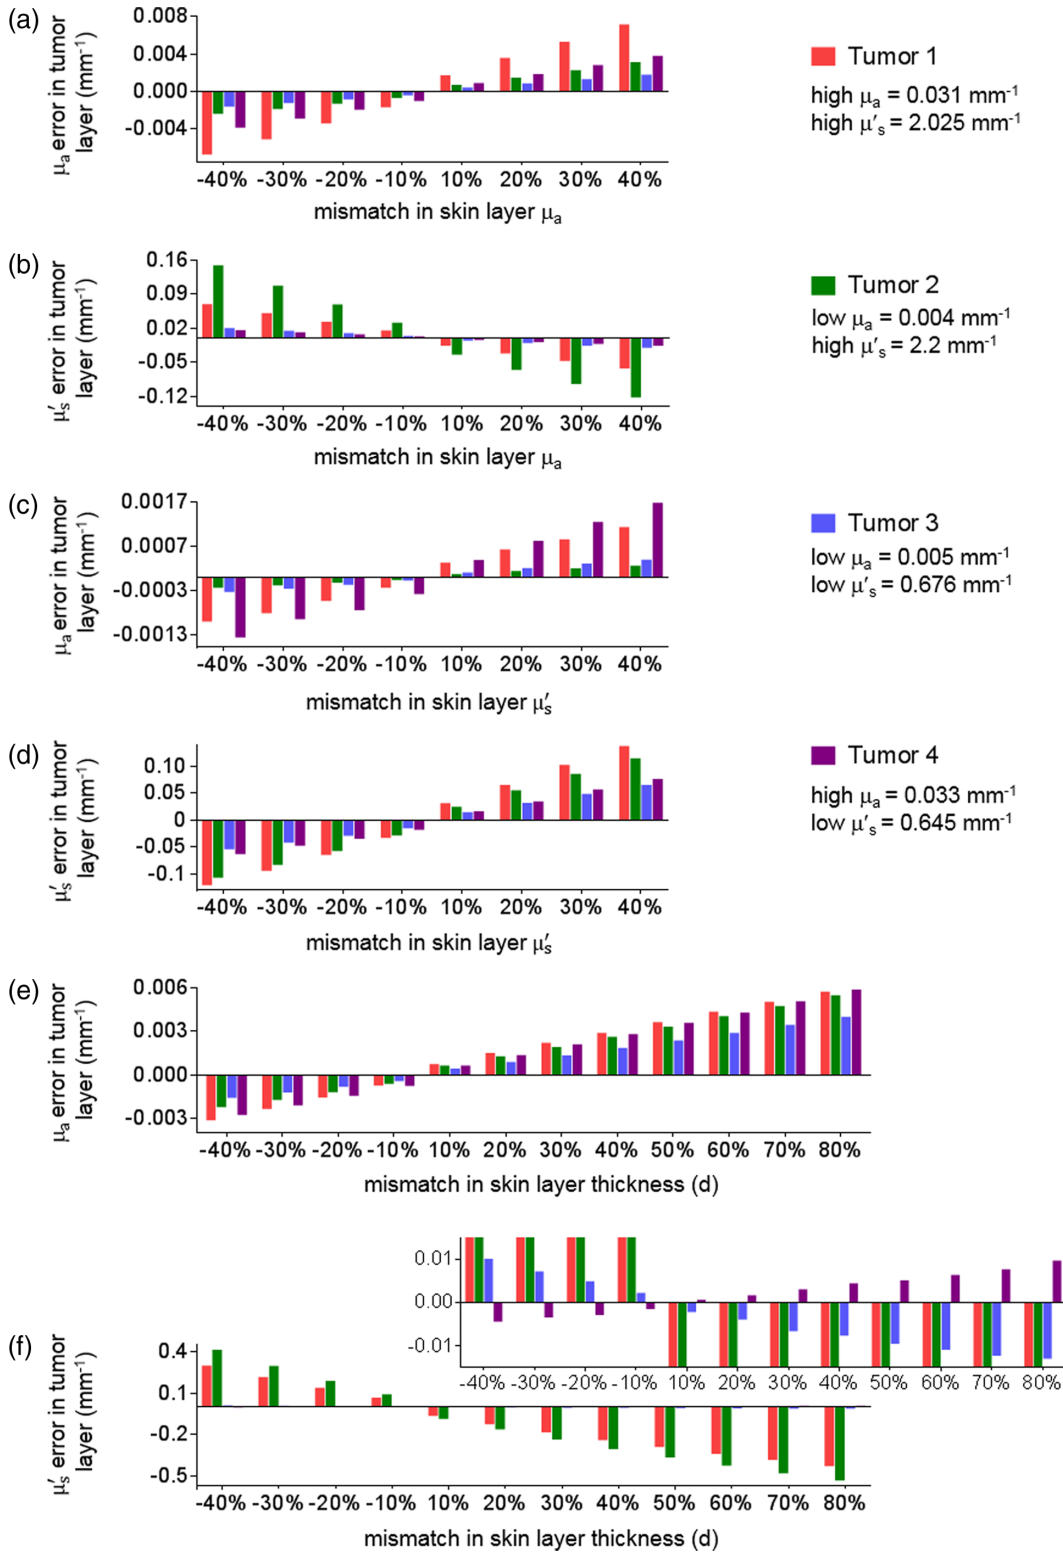 (a)
μa error in tumor
layer (mm-1)
0.008
0.004
0.000
-0.004
-40% -30% -20% -10% 10% 20% 30% 40%
mismatch in skin layer μa
Tumor 1
high μa = 0.031 mm-1
high μ's = 2.025 mm-1
(b)
μ's error in tumor
layer (mm-1)
0.16
0.09
0.02
-0.05
-0.12
-40% -30% -20% -10% 10% 20% 30% 40%
mismatch in skin layer μa
Tumor 2
low μa = 0.004 mm-1
high μ's = 2.2 mm-1
(c)
μa error in tumor
layer (mm-1)
0.0017
0.0007
-0.0003
-0.0013
-40% -30% -20% -10% 10% 20% 30% 40%
mismatch in skin layer μ's
Tumor 3
low μa = 0.005 mm-1
low μ's = 0.676 mm-1
(d)
μ's error in tumor
layer (mm-1)
0.10
0.05
0
-0.05
-0.1
-40% -30% -20% -10% 10% 20% 30% 40%
mismatch in skin layer μ's
Tumor 4
high μa = 0.033 mm-1
low μ's = 0.645 mm-1
(e)
μa error in tumor
layer (mm-1)
0.006
0.003
0.000
-0.003
-40% -30% -20% -10% 10% 20% 30% 40% 50% 60% 70% 80%
mismatch in skin layer thickness (d)
0.01
0.00
-0.01
-40% -30% -20% -10% 10% 20% 30% 40% 50% 60% 70% 80%
(f)
μ's error in tumor
layer (mm-1)
0.4
0.1
-0.2
-0.5
-40% -30% -20% -10% 10% 20% 30% 40% 50% 60% 70% 80%
mismatch in skin layer thickness (d)